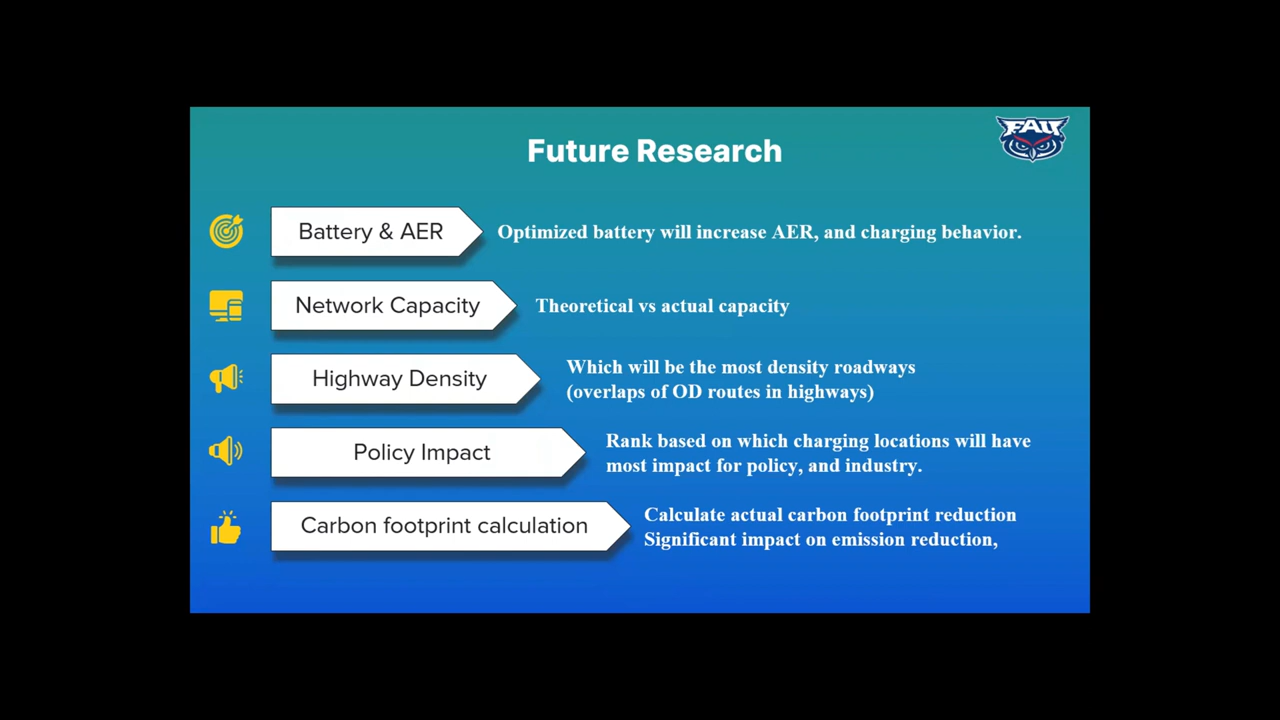 FAU
Future Research
Battery & AER
Optimized battery will increase AER, and charging behavior.
Network Capacity
Theoretical vs actual capacity
Highway Density
Which will be the most density roadways
(overlaps of OD routes in highways)
Policy Impact
Rank based on which charging locations will have
most impact for policy, and industry.
Carbon footprint calculation
Calculate actual carbon footprint reduction
Significant impact on emission reduction,